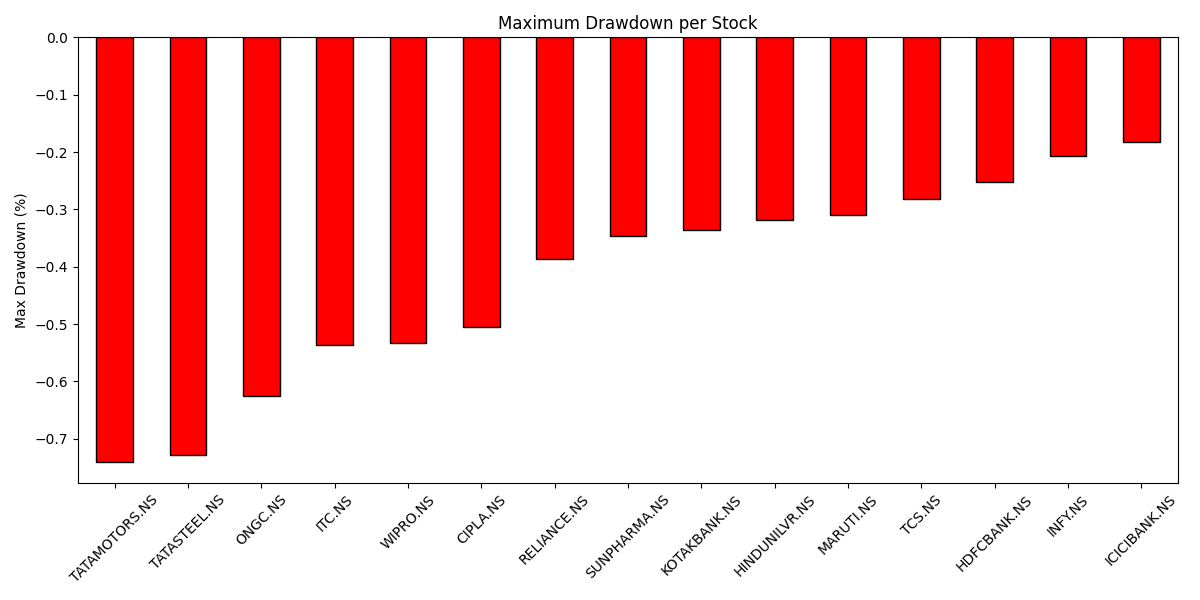 Maximum Drawdown per Stock
Max Drawdown (%)
0.0
−0.1
−0.2
−0.3
−0.4
−0.5
−0.6
−0.7
TATAMOTORS.NS
TATASTEEL.NS
ONGC.NS
ITC.NS
WIPRO.NS
CIPLA.NS
RELIANCE.NS
SUNPHARMA.NS
KOTAKBANK.NS
HINDUNILVR.NS
MARUTI.NS
TCS.NS
HDFCBANK.NS
INFY.NS
ICICIBANK.NS